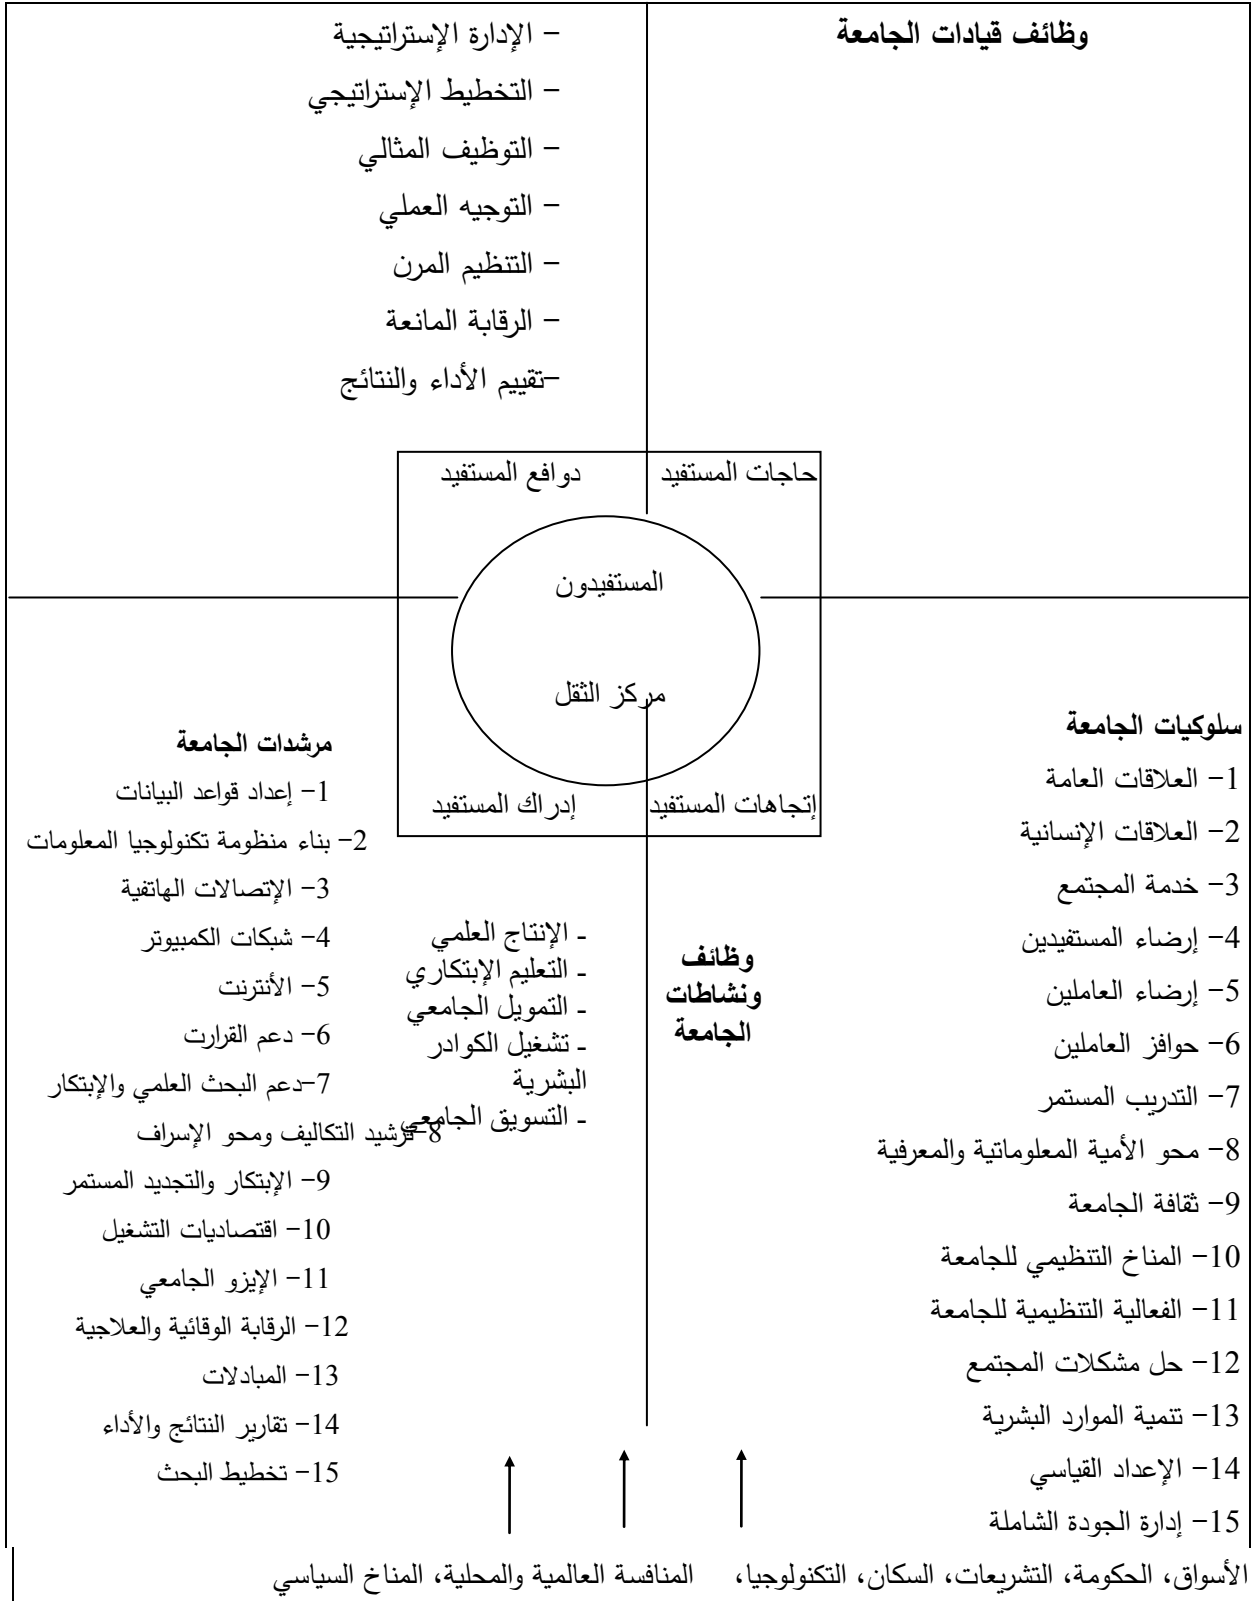 وظائف قيادات الجامعة
– الإدارة الإستراتيجية
– التخطيط الإستراتيجي
– التوظيف المثالي
– التوجيه العملي
– التنظيم المرن
– الرقابة المانعة
–تقييم الأداء والنتائج
حاجات المستفيد
دوافع المستفيد
المستفيدون
مركز الثقل
إتجاهات المستفيد
إدراك المستفيد
سلوكيات الجامعة
1– العلاقات العامة
2– العلاقات الإنسانية
3– خدمة المجتمع
4– إرضاء المستفيدين
5– إرضاء العاملين
6– حوافز العاملين
7– التدريب المستمر
8– محو الأمية المعلوماتية والمعرفية
9– ثقافة الجامعة
10– المناخ التنظيمي للجامعة
11– الفعالية التنظيمية للجامعة
12– حل مشكلات المجتمع
13– تنمية الموارد البشرية
14– الإعداد القياسي
15– إدارة الجودة الشاملة
وظائف
ونشاطات
الجامعة
- الإنتاج العلمي
- التعليم الإبتكاري
- التمويل الجامعي
- تشغيل الكوادر
البشرية
- التسويق الجامعي
مرشدات الجامعة
1– إعداد قواعد البيانات
2– بناء منظومة تكنولوجيا المعلومات
3– الإتصالات الهاتفية
4– شبكات الكمبيوتر
5– الأنترنت
6– دعم القرارت
7–دعم البحث العلمي والإبتكار
8–ترشيد التكاليف ومحو الإسراف
9– الإبتكار والتجديد المستمر
10– اقتصاديات التشغيل
11– الإيزو الجامعي
12– الرقابة الوقائية والعلاجية
13– المبادلات
14– تقارير النتائج والأداء
15– تخطيط البحث
الأسواق، الحكومة، التشريعات، السكان، التكنولوجيا، المنافسة العالمية والمحلية، المناخ السياسي